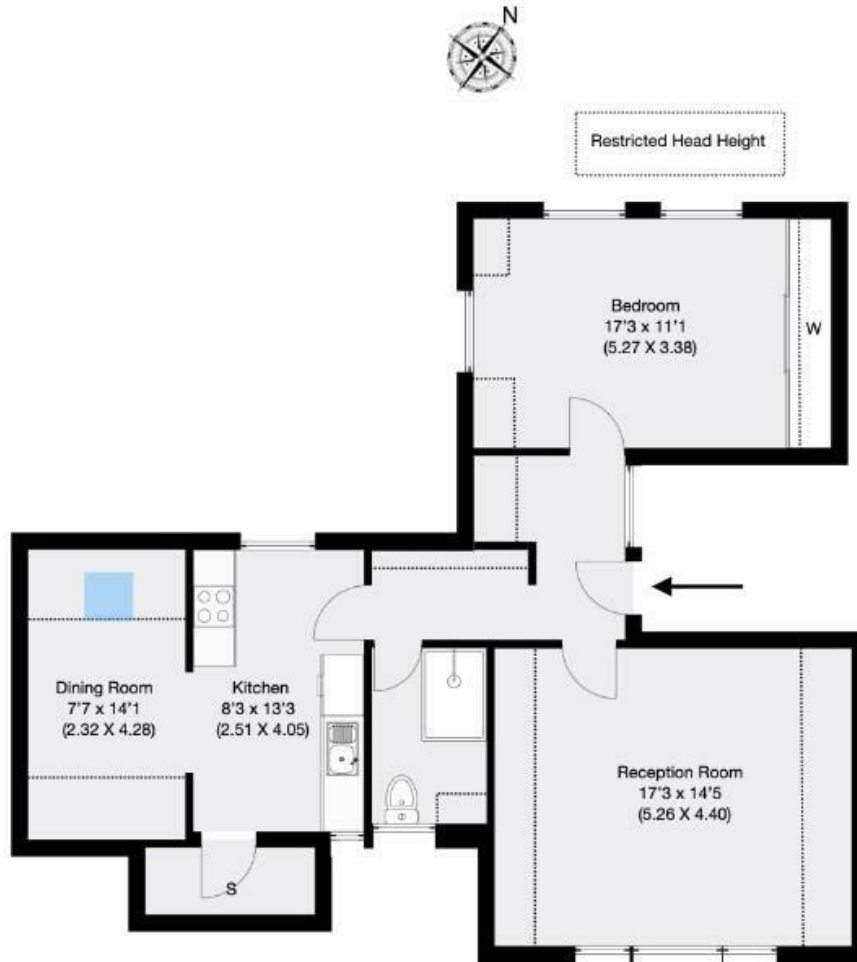 N
Restricted Head Height
Bedroom
17'3 x 11'1
(5.27 X 3.38)
W
Dining Room
7'7 x 14'1
(2.32 X 4.28)
Kitchen
8'3 x 13'3
(2.51 X 4.05)
Reception Room
17'3 x 14'5
(5.26 X 4.40)
S